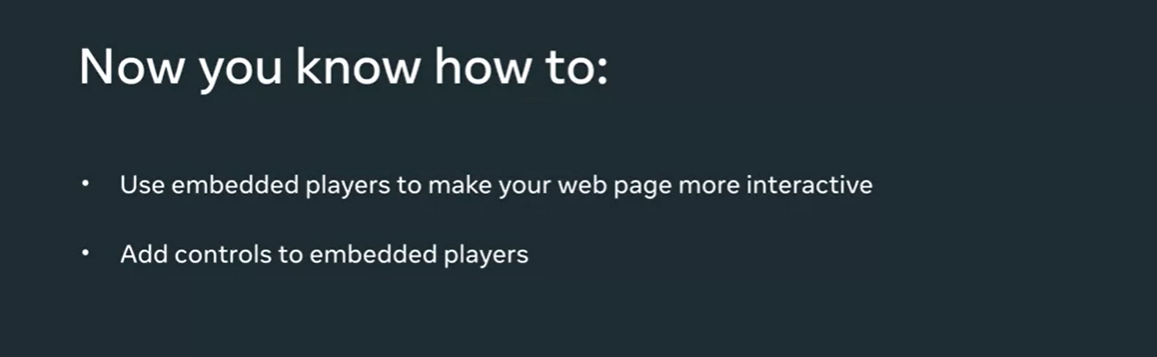 Now you know how to:
• Use embedded players to make your web page more interactive
• Add controls to embedded players